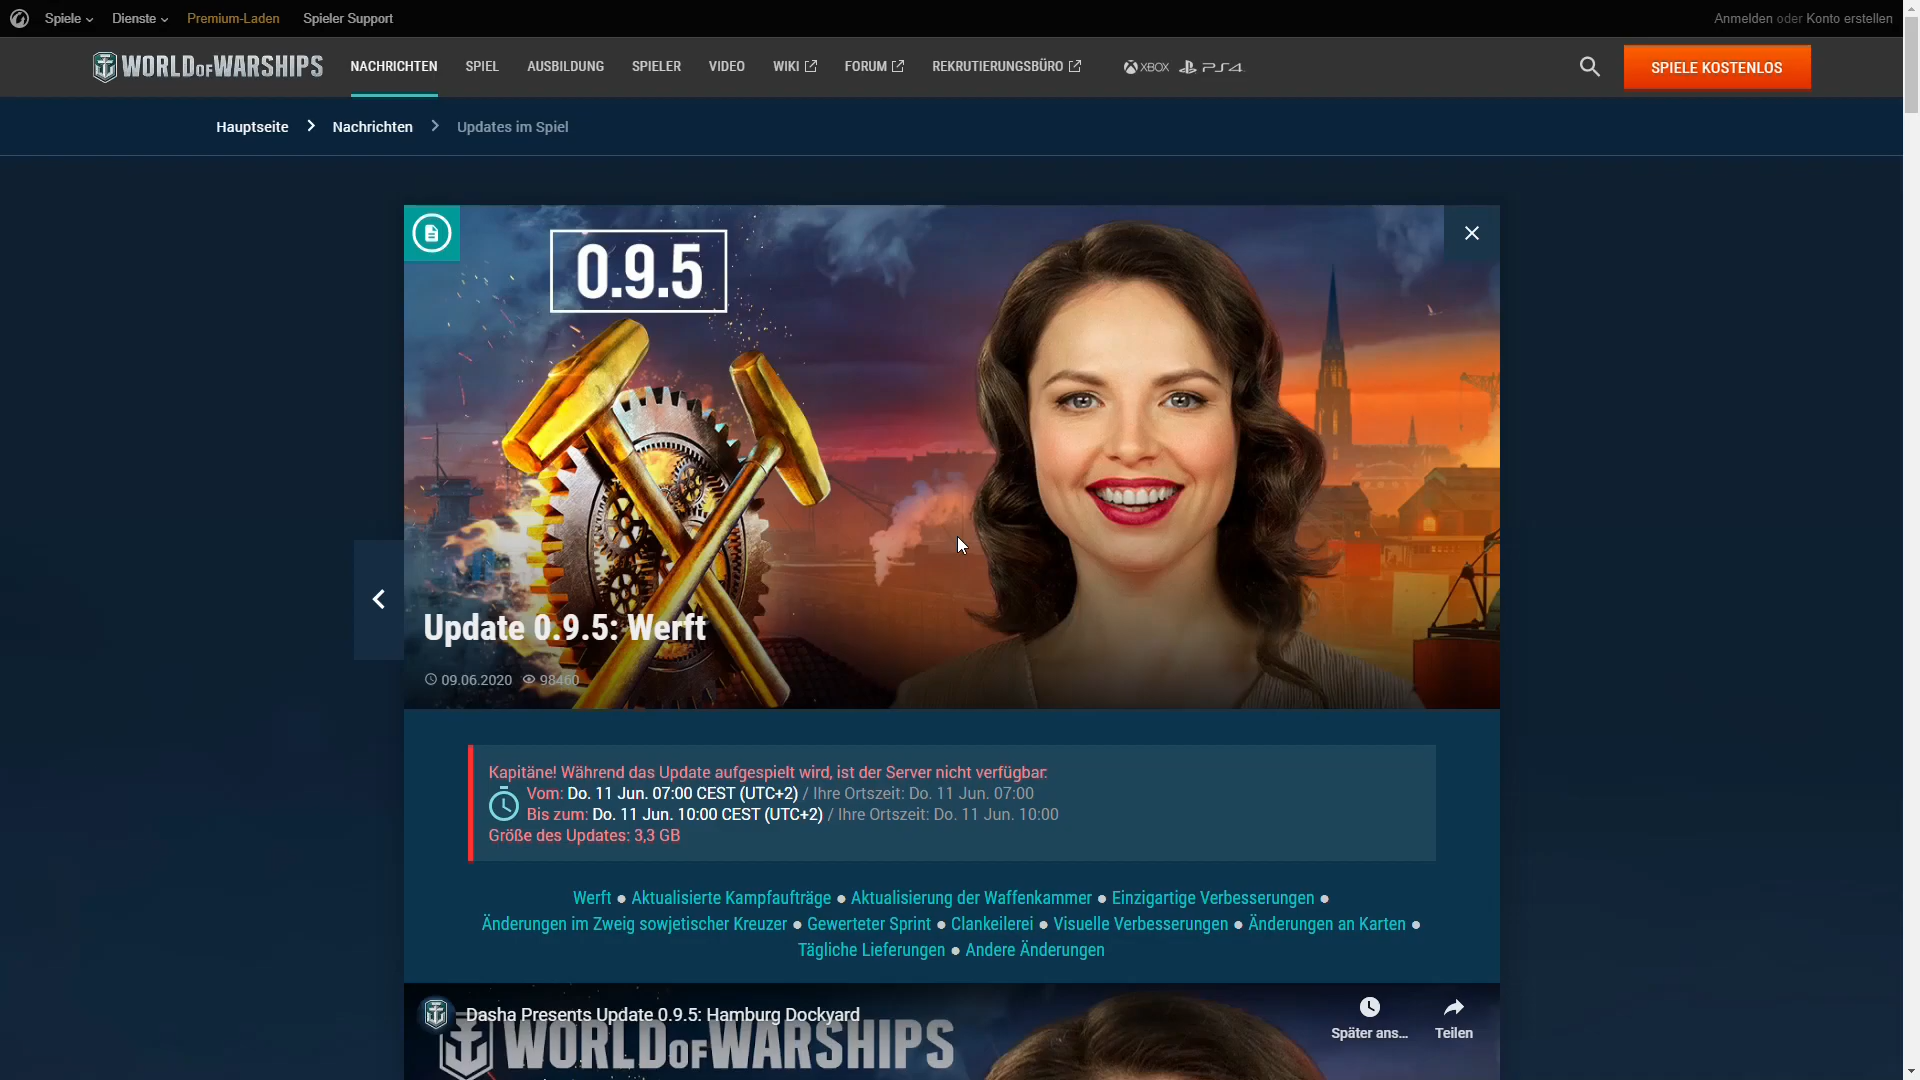 Spiele Dienste Premium-Laden Spieler Support Anmelden oder Konto erstellen
WORLD OF WARSHIPS NACHRICHTEN SPIEL AUSBILDUNG SPIELER VIDEO WIKI FORUM REKRUTIERUNGSBÜRO XBOX PS4 SPIELE KOSTENLOS
Hauptseite Nachrichten Updates im Spiel
0.9.5
Update 0.9.5: Werft
09.06.2020 98460
Kapitäne! Während das Update aufgespielt wird, ist der Server nicht verfügbar:
Vom: Do. 11 Jun. 07:00 CEST (UTC+2) / Ihre Ortszeit: Do. 11 Jun. 07:00
Bis zum: Do. 11 Jun. 10:00 CEST (UTC+2) / Ihre Ortszeit: Do. 11 Jun. 10:00
Größe des Updates: 3,3 GB
Werft ● Aktualisierte Kampfaufträge ● Aktualisierung der Waffenkammer ● Einzigartige Verbesserungen ●
Änderungen im Zweig sowjetischer Kreuzer ● Gewerteter Sprint ● Clankeilerei ● Visuelle Verbesserungen ● Änderungen an Karten ●
Tägliche Lieferungen ● Andere Änderungen
Dasha Presents Update 0.9.5: Hamburg Dockyard
Später ans... Teilen
WORLD OF WARSHIPS